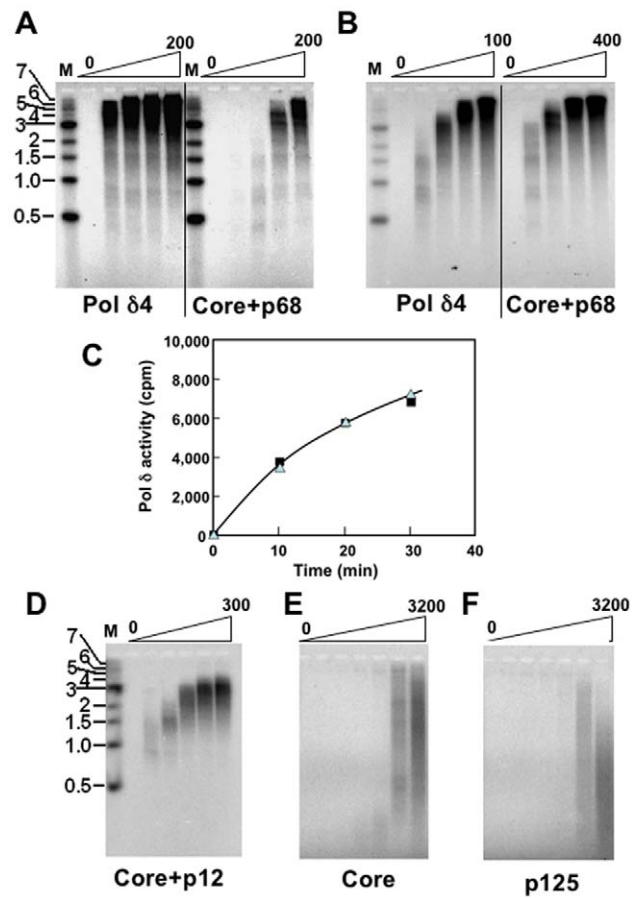 A B
0 200 0 200 0 100 0 400
M M M
7
6
5
4
3
2
1.5
1.0
0.5
Pol δ4 Core+p68 Pol δ4 Core+p68
C
10,000
8,000
6,000
4,000
2,000
0
Pol δ activity (cpm)
0 10 20 30 40
Time (min)
D E F
0 300 0 3200 0 3200
M
7
6
5
4
3
2
1.5
1.0
0.5
Core+p12 Core p125